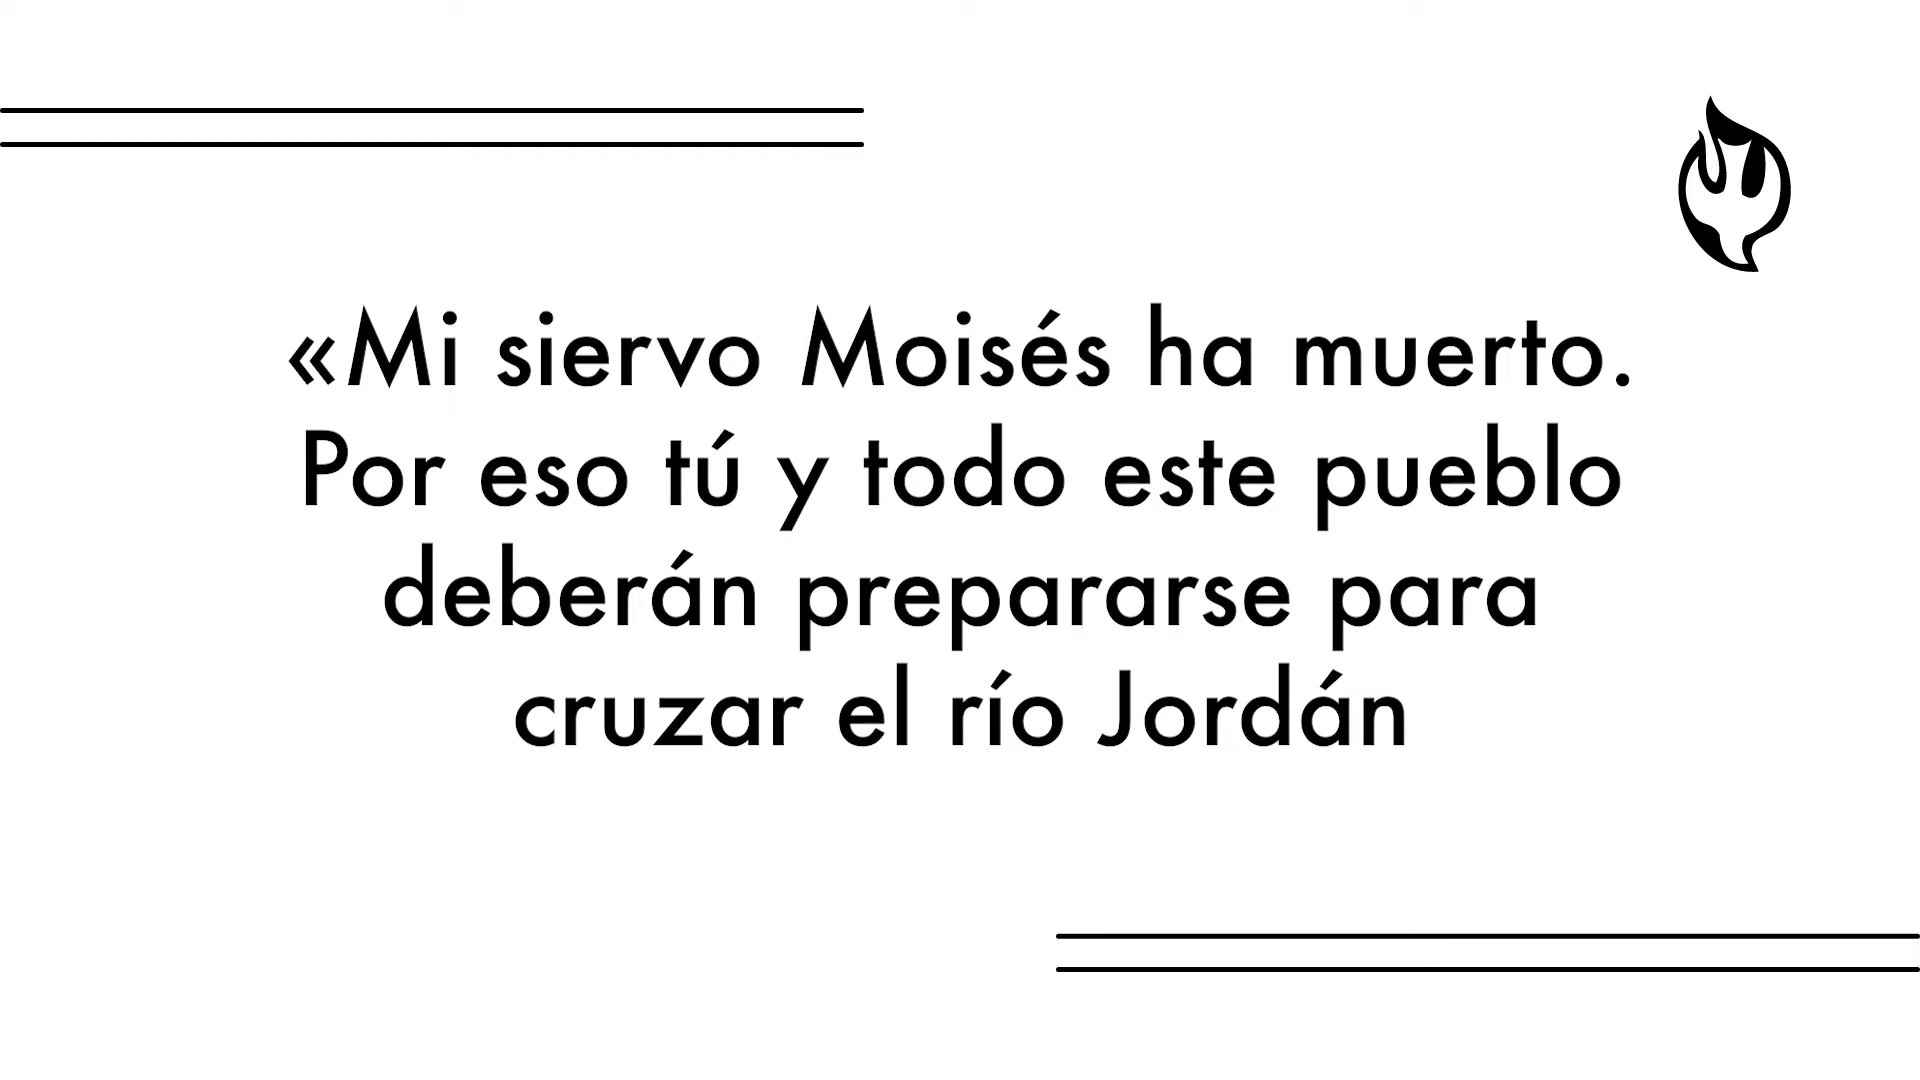 «Mi siervo Moisés ha muerto.
Por eso tú y todo este pueblo
deberán prepararse para
cruzar el río Jordán